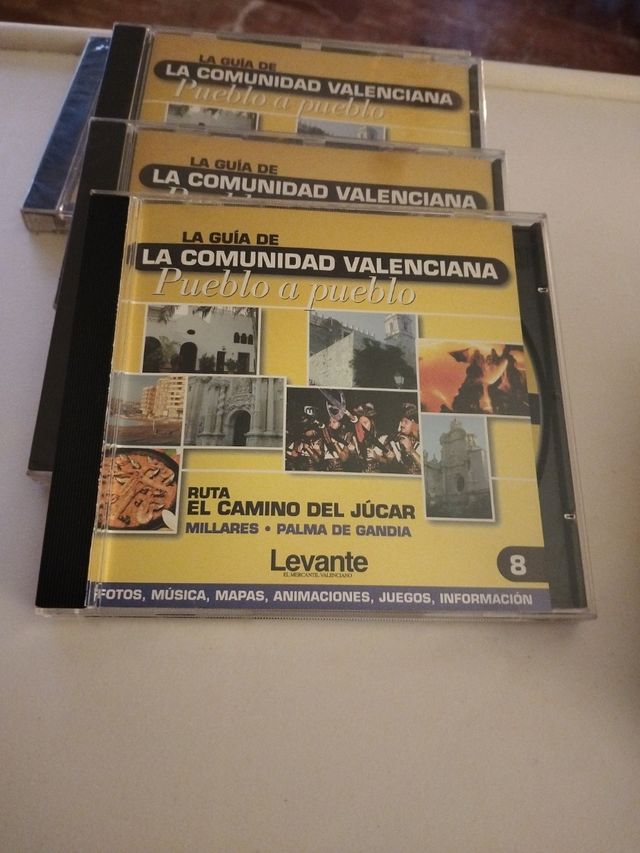 LA GUÍA DE
LA COMUNIDAD VALENCIANA
Pueblo a pueblo
LA GUÍA DE
LA COMUNIDAD VALENCIANA
LA GUÍA DE
LA COMUNIDAD VALENCIANA
Pueblo a pueblo
RUTA
EL CAMINO DEL JÚCAR
MILLARES • PALMA DE GANDIA
Levante
EL MERCANTIL VALENCIANO
8
FOTOS, MÚSICA, MAPAS, ANIMACIONES, JUEGOS, INFORMACIÓN